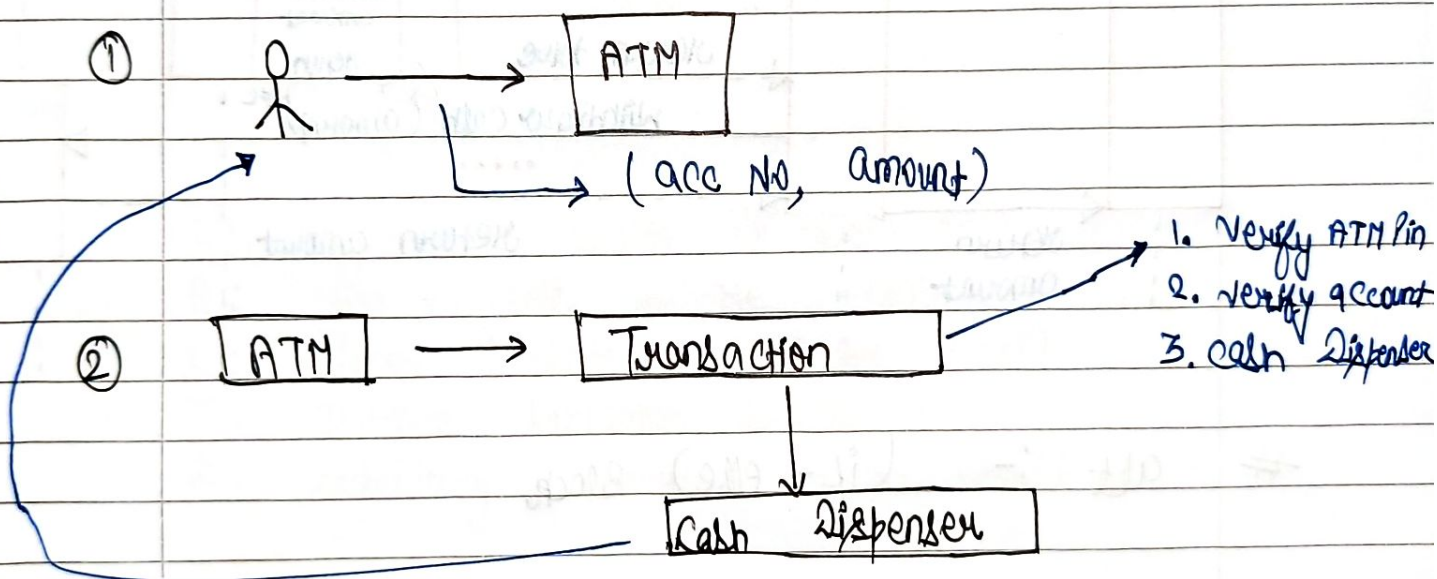 ① ATM
(acc No, amount)
1. Verify ATM Pin
2. verify account
② ATM Transaction
3. cash Dispenser
Cash Dispenser